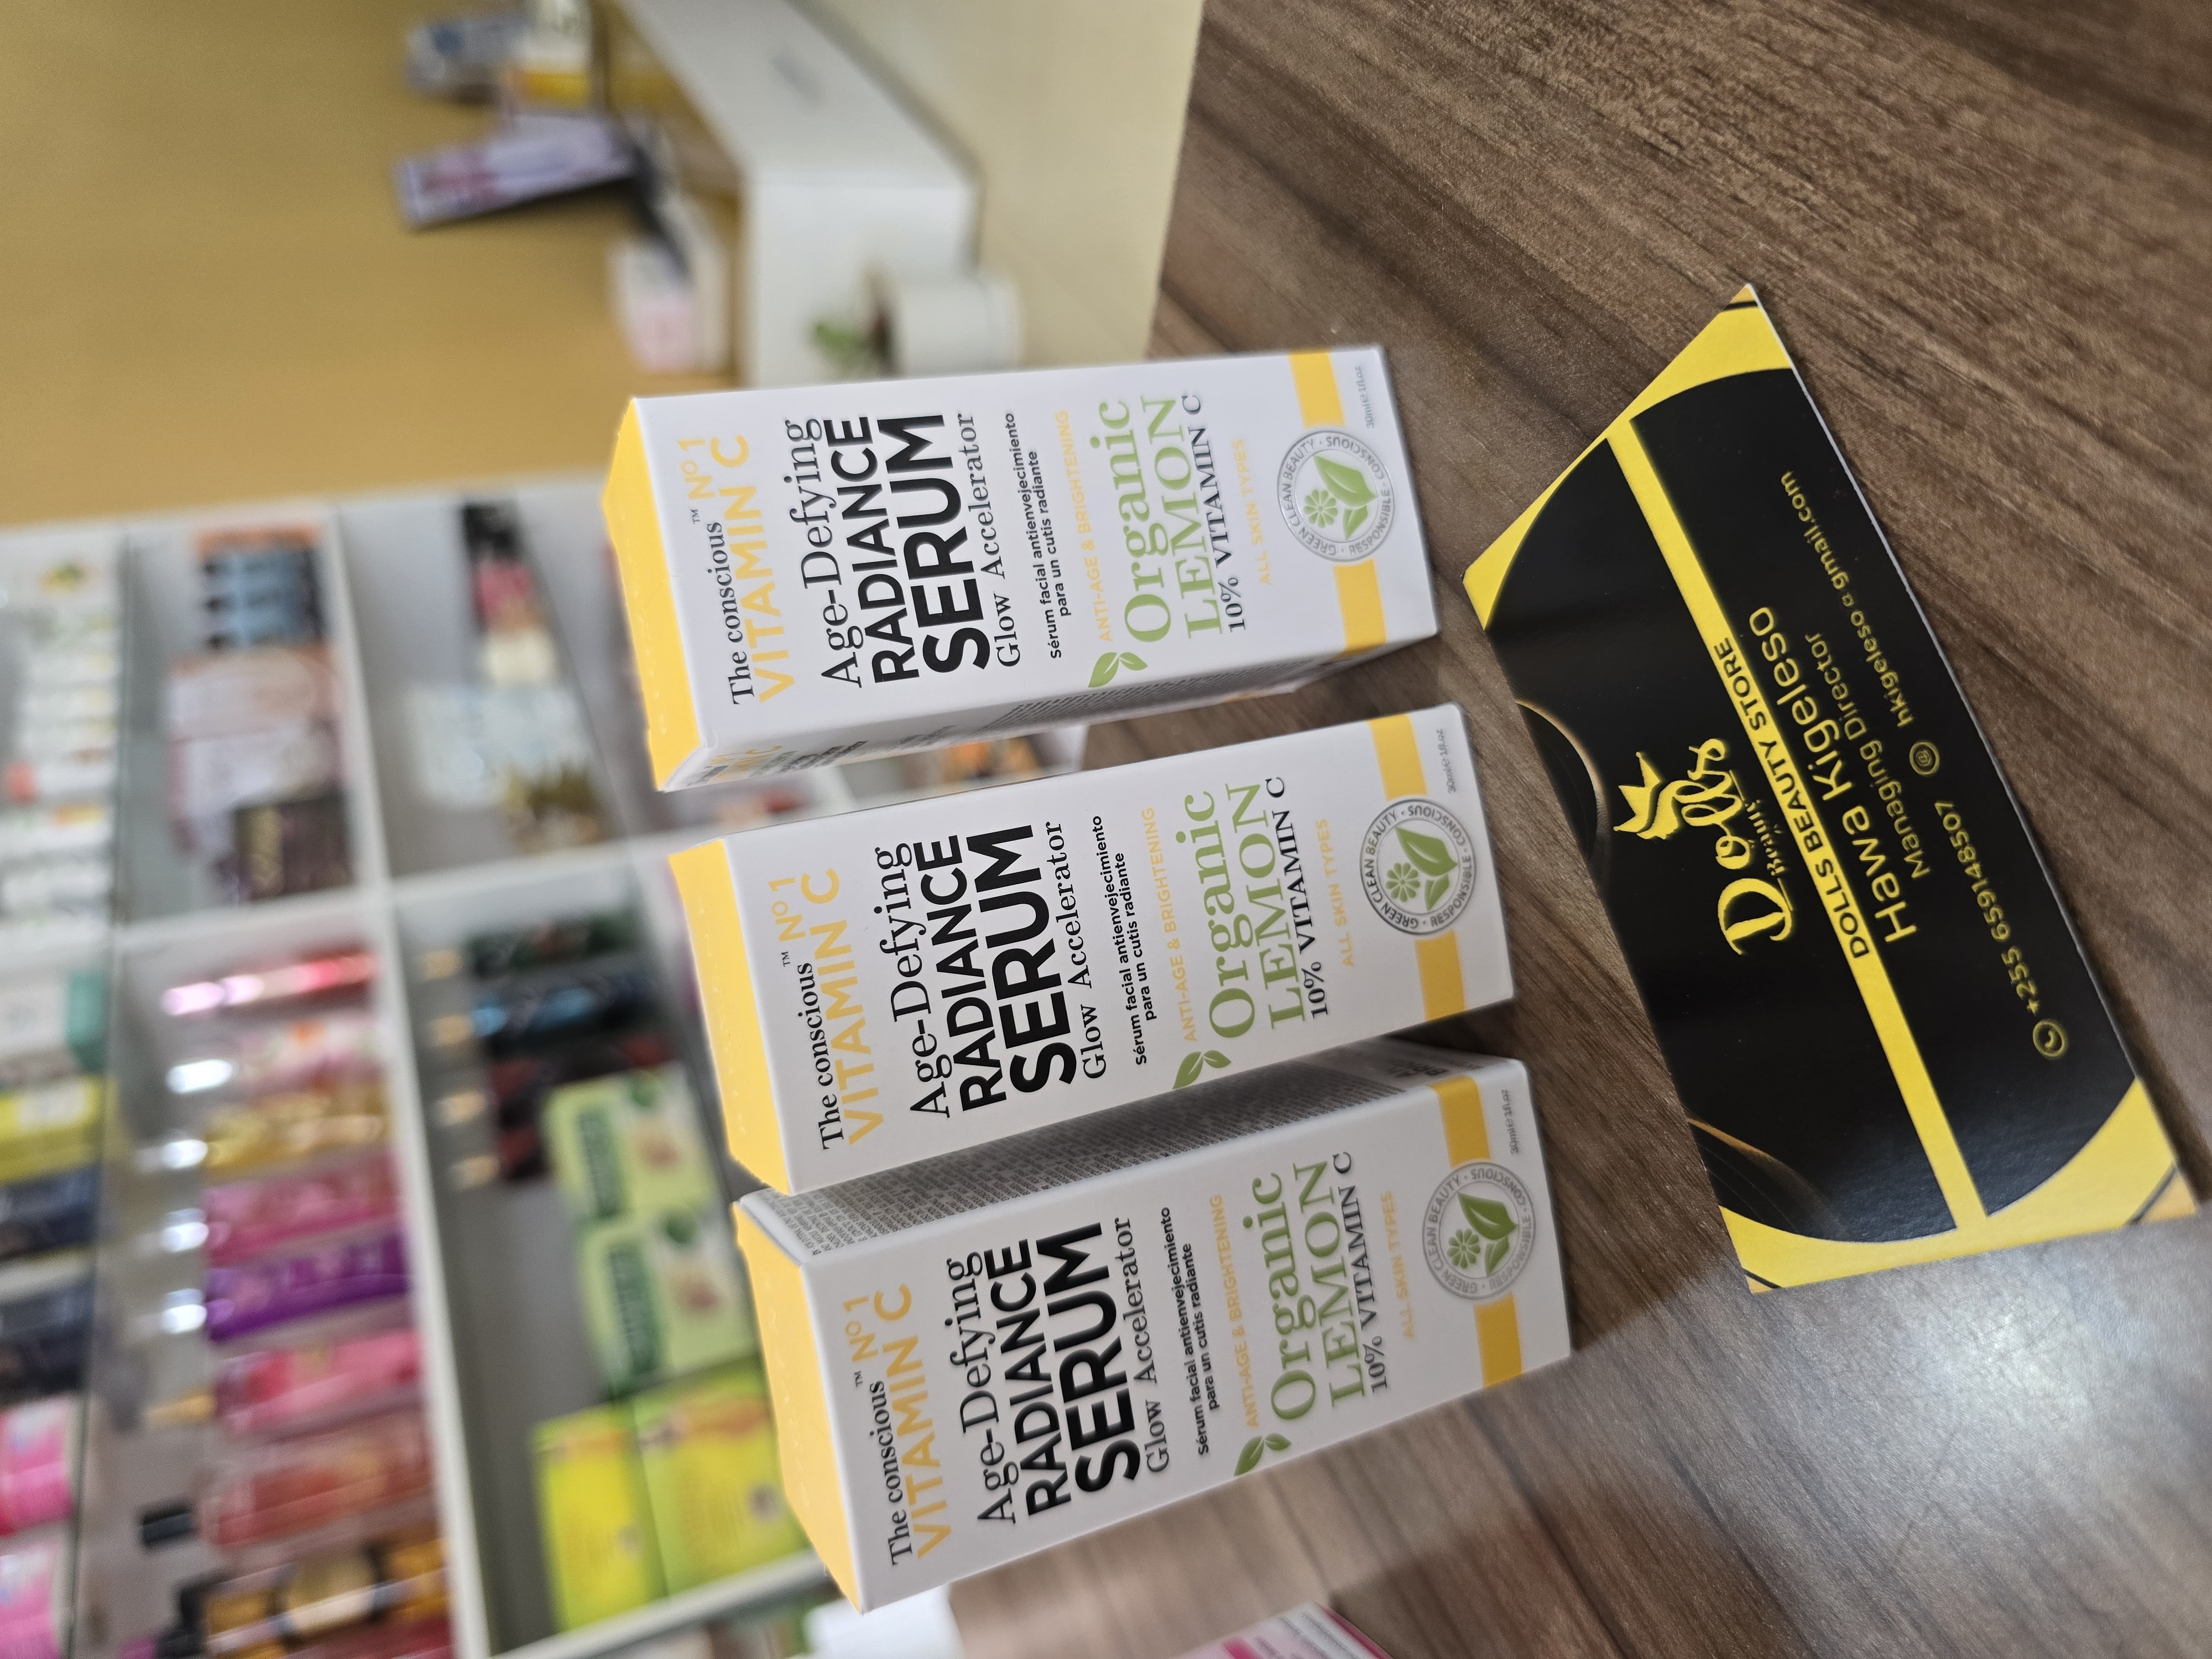 The conscious™ Nº1
VITAMIN C
Age-Defying
RADIANCE
SERUM
Glow Accelerator
Sérum facial antienvejecimiento
para un cutis radiante
ANTI-AGE & BRIGHTENING
Organic
LEMON
10% VITAMIN C
ALL SKIN TYPES
GREEN CLEAN BEAUTY · CONSCIOUS · RESPONSIBLE ·
30ml e 1fl.oz
The conscious™ Nº1
VITAMIN C
Age-Defying
RADIANCE
SERUM
Glow Accelerator
Sérum facial antienvejecimiento
para un cutis radiante
ANTI-AGE & BRIGHTENING
Organic
LEMON
10% VITAMIN C
ALL SKIN TYPES
GREEN CLEAN BEAUTY · CONSCIOUS · RESPONSIBLE ·
30ml e 1fl.oz
The conscious™ Nº1
VITAMIN C
Age-Defying
RADIANCE
SERUM
Glow Accelerator
Sérum facial antienvejecimiento
para un cutis radiante
ANTI-AGE & BRIGHTENING
Organic
LEMON
10% VITAMIN C
ALL SKIN TYPES
GREEN CLEAN BEAUTY · CONSCIOUS · RESPONSIBLE ·
30ml e 1fl.oz
Dolls
Beauty
DOLLS BEAUTY STORE
Hawa Kigeleso
Managing Director
+255 659148507 @ hkigeleso@gmail.com